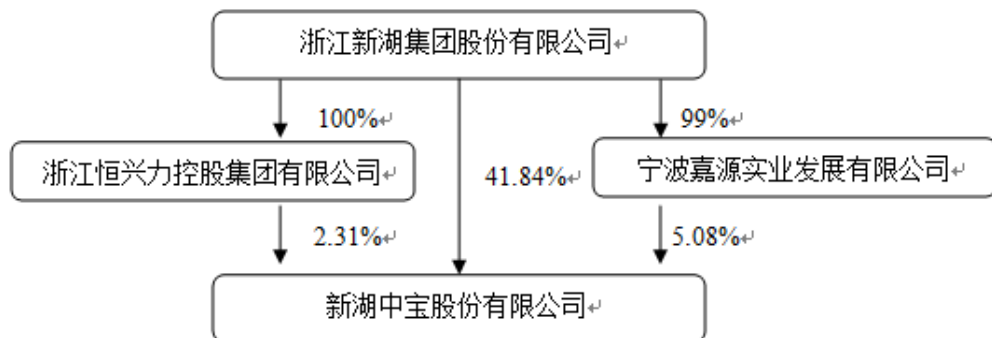 浙江新湖集团股份有限公司↵
100%↵
99%↵
浙江恒兴力控股集团有限公司↵
41.84%↵
宁波嘉源实业发展有限公司↵
2.31%↵
5.08%↵
新湖中宝股份有限公司↵